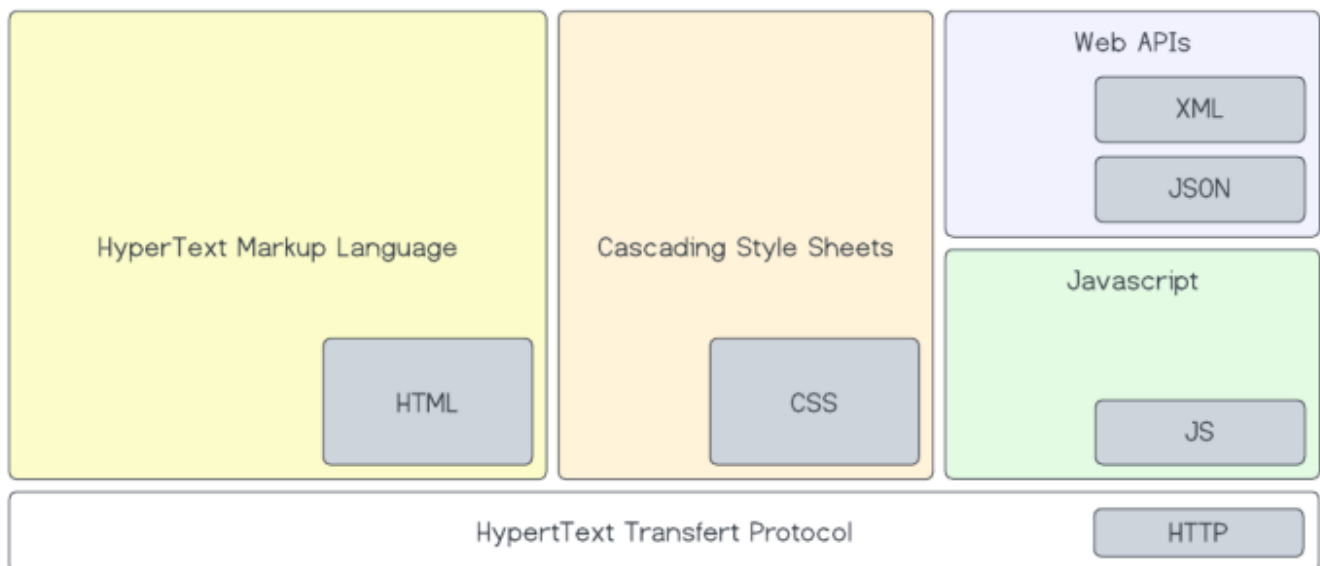 HyperText Markup Language
HTML
Cascading Style Sheets
CSS
Web APIs
XML
JSON
Javascript
JS
HypertText Transfert Protocol
HTTP